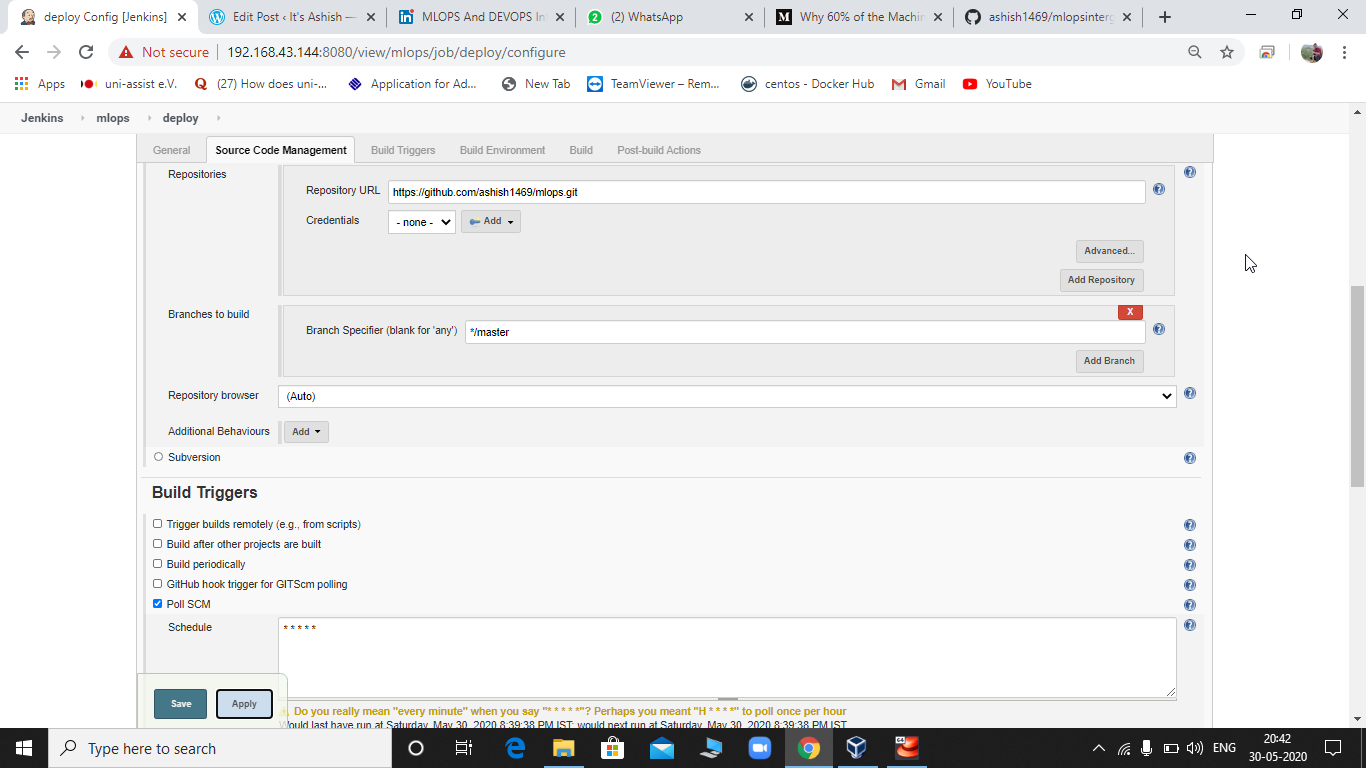 deploy Config [Jenkins]
Edit Post ‹ It's Ashish —
MLOPS And DEVOPS In
(2) WhatsApp
Why 60% of the Machin
ashish1469/mlopsinterg
Not secure
192.168.43.144:8080/view/mlops/job/deploy/configure
Apps
uni-assist e.V.
(27) How does uni-...
Application for Ad...
New Tab
TeamViewer – Rem...
centos - Docker Hub
Gmail
YouTube
Jenkins
mlops
deploy
General
Source Code Management
Build Triggers
Build Environment
Build
Post-build Actions
Repositories
Repository URL
https://github.com/ashish1469/mlops.git
Credentials
- none -
Add
Advanced...
Add Repository
Branches to build
X
Branch Specifier (blank for 'any')
*/master
Add Branch
Repository browser
(Auto)
Additional Behaviours
Add
Subversion
Build Triggers
Trigger builds remotely (e.g., from scripts)
Build after other projects are built
Build periodically
GitHub hook trigger for GITScm polling
Poll SCM
Schedule
* * * * *
Save
Apply
Do you really mean "every minute" when you say "* * * * *"? Perhaps you meant "H * * * *" to poll once per hour
Would last have run at Saturday, May 30, 2020 8:39:38 PM IST; would next run at Saturday, May 30, 2020 8:39:38 PM IST
Type here to search
64
ENG
20:42
30-05-2020